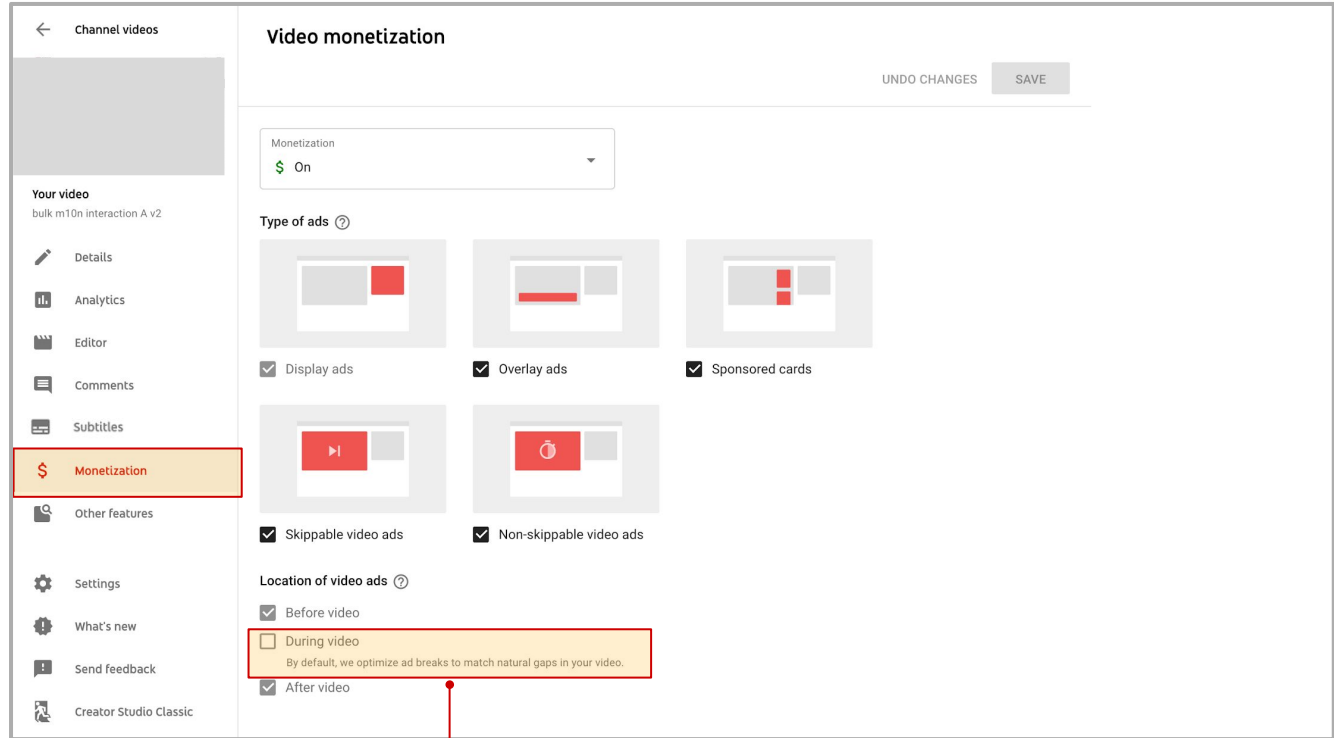 Channel videos
Your video
bulk m10n interaction A v2
Details
Analytics
Editor
Comments
Subtitles
$ Monetization
Other features
Settings
What's new
Send feedback
Creator Studio Classic
Video monetization
UNDO CHANGES SAVE
Monetization
$ On
Type of ads ?
Display ads Overlay ads Sponsored cards
Skippable video ads Non-skippable video ads
Location of video ads ?
Before video
During video
By default, we optimize ad breaks to match natural gaps in your video.
After video